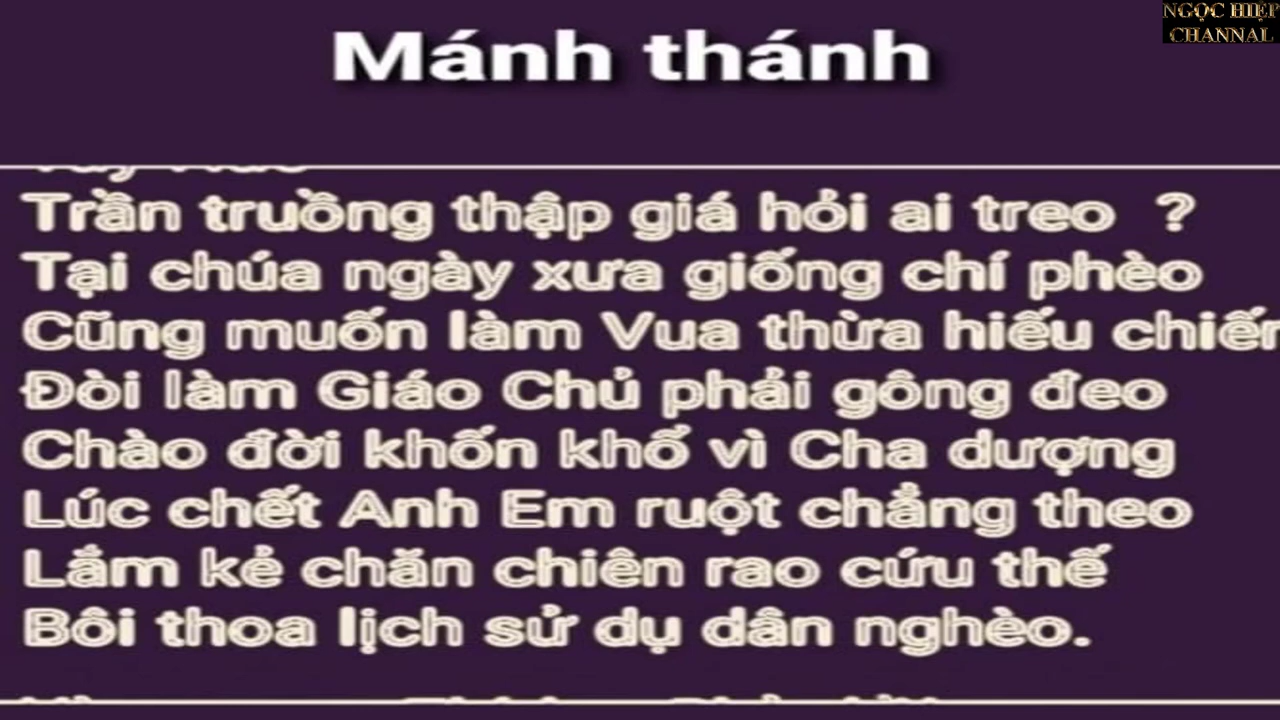 NGỌC HIỆP
CHANNAL
Mánh thánh
Trần truồng thập giá hỏi ai treo ?
Tại chúa ngày xưa giống chí phèo
Cũng muốn làm Vua thừa hiếu chiến
Đòi làm Giáo Chủ phải gông đeo
Chào đời khốn khổ vì Cha dượng
Lúc chết Anh Em ruột chẳng theo
Lắm kẻ chăn chiên rao cứu thế
Bôi thoa lịch sử dụ dân nghèo.